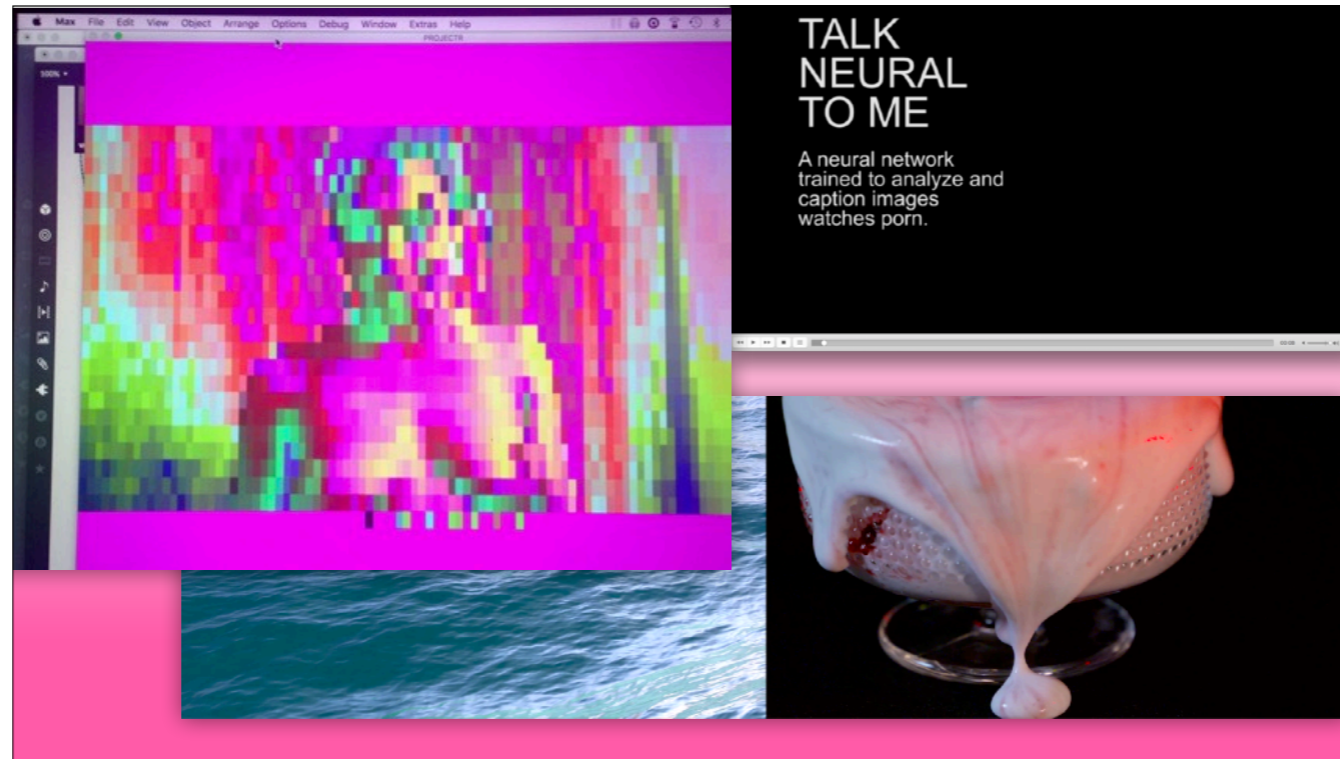 Max File Edit View Object Arrange Options Debug Window Extras Help
PROJECTR
100%
TALK
NEURAL
TO ME
A neural network
trained to analyze and
caption images
watches porn.